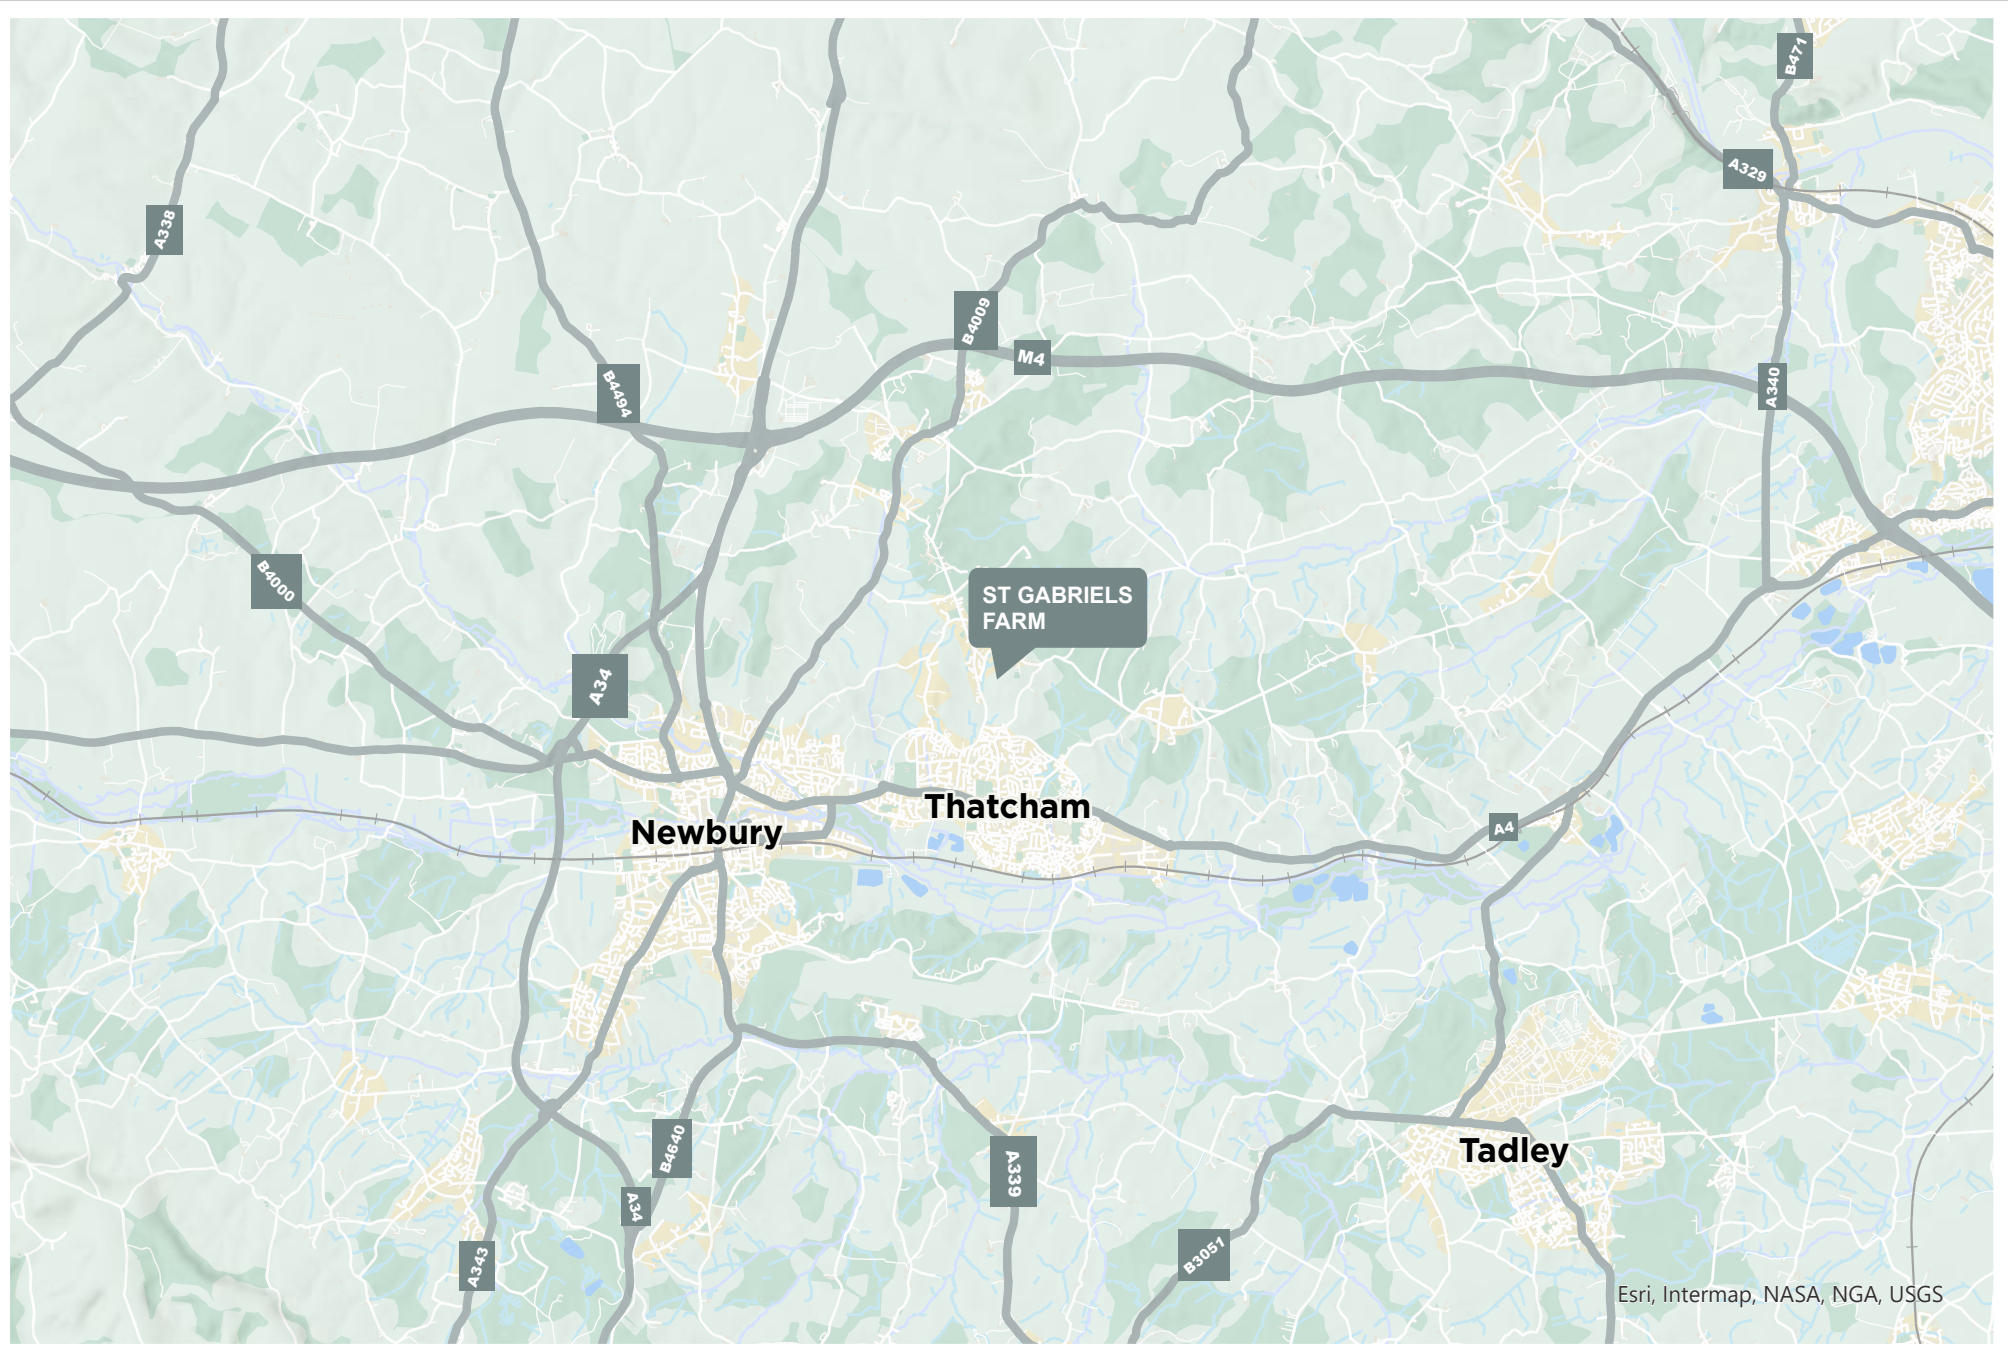 B471
A329
A338
B4009
M4
B4494
A340
B4000
ST GABRIELS
FARM
A34
Thatcham
Newbury
A4
Tadley
B4640
A339
A34
B3051
A343
Esri, Intermap, NASA, NGA, USGS